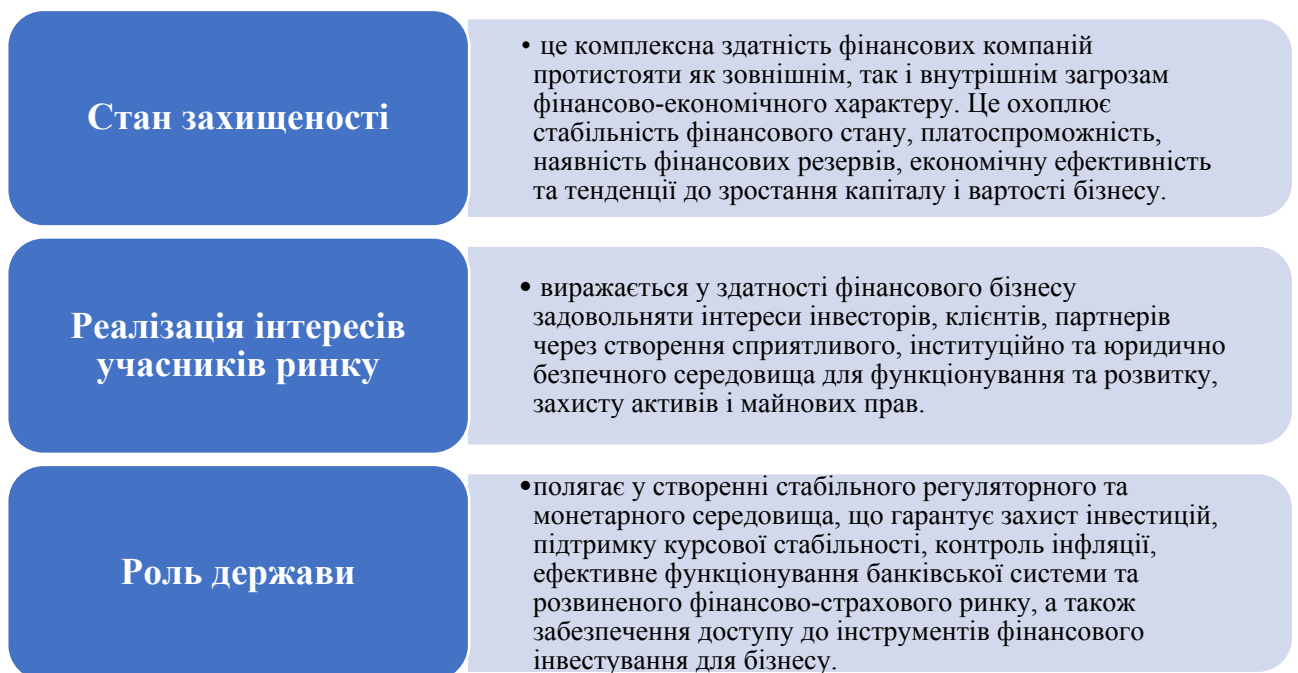 Стан захищеності
• це комплексна здатність фінансових компаній
протистояти як зовнішнім, так і внутрішнім загрозам
фінансово-економічного характеру. Це охоплює
стабільність фінансового стану, платоспроможність,
наявність фінансових резервів, економічну ефективність
та тенденції до зростання капіталу і вартості бізнесу.
Реалізація інтересів
учасників ринку
• виражається у здатності фінансового бізнесу
задовольняти інтереси інвесторів, клієнтів, партнерів
через створення сприятливого, інституційно та юридично
безпечного середовища для функціонування та розвитку,
захисту активів і майнових прав.
Роль держави
•полягає у створенні стабільного регуляторного та
монетарного середовища, що гарантує захист інвестицій,
підтримку курсової стабільності, контроль інфляції,
ефективне функціонування банківської системи та
розвиненого фінансово-страхового ринку, а також
забезпечення доступу до інструментів фінансового
інвестування для бізнесу.